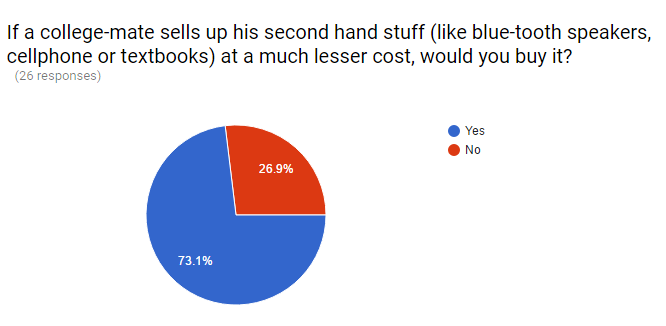 If a college-mate sells up his second hand stuff (like blue-tooth speakers,
cellphone or textbooks) at a much lesser cost, would you buy it?
(26 responses)
Yes
No
26.9%
73.1%